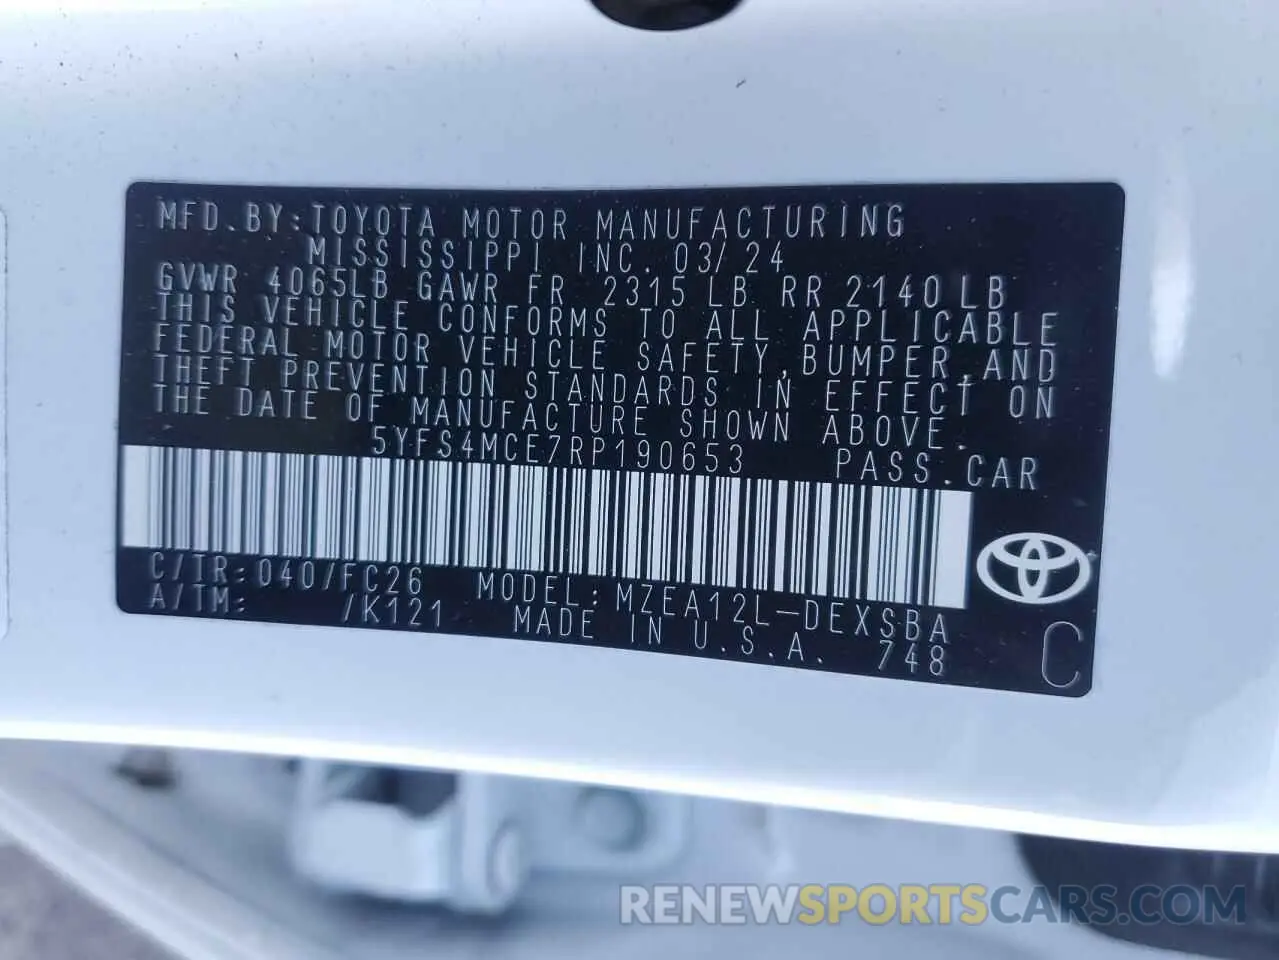 MFD.BY:TOYOTA MOTOR MANUFACTURING
MISSISSIPPI INC. 03/24
GVWR 4065LB GAWR FR 2315LB RR 2140LB
THIS VEHICLE CONFORMS TO ALL APPLICABLE
FEDERAL MOTOR VEHICLE SAFETY, BUMPER, AND
THEFT PREVENTION STANDARDS IN EFFECT ON
THE DATE OF MANUFACTURE SHOWN ABOVE.
5YFS4MCE7RP190653 PASS.CAR
C/TR:040/FC26 MODEL:MZEA12L-DEXSBA
A/TM: /K121 MADE IN U.S.A. 748
C
RENEWSPORTSCARS.COM